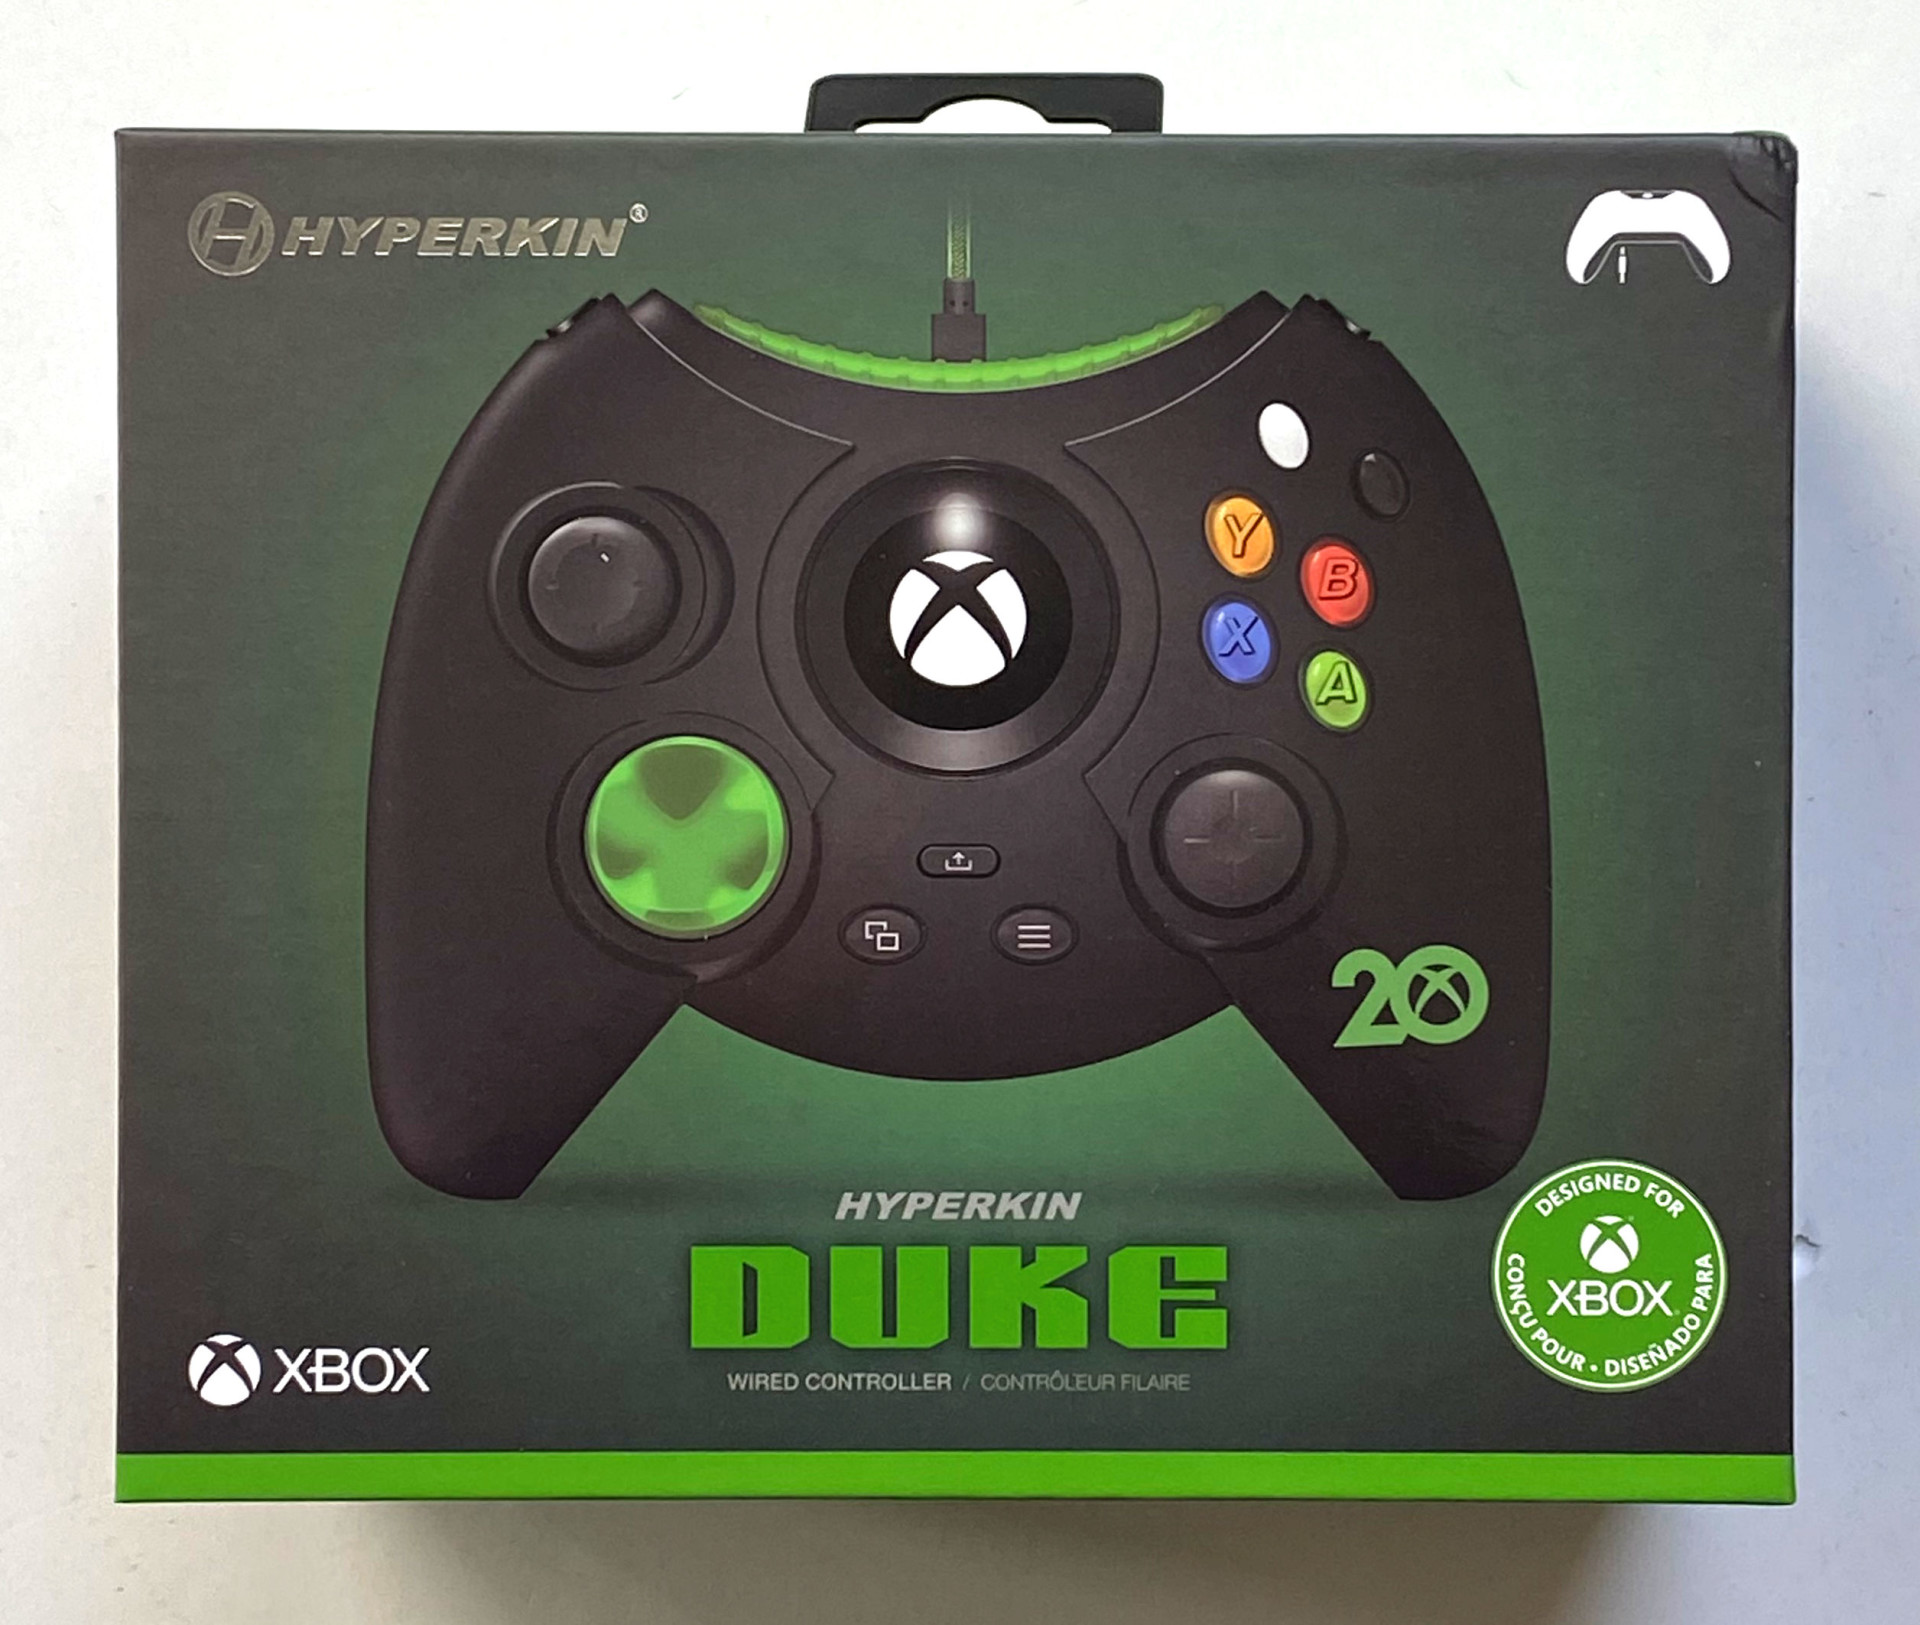 HYPERKIN®
Y
B
X
A
20
HYPERKIN
DUKE
WIRED CONTROLLER / CONTRÔLEUR FILAIRE
XBOX
DESIGNED FOR
XBOX
CONÇU POUR • DISEÑADO PARA